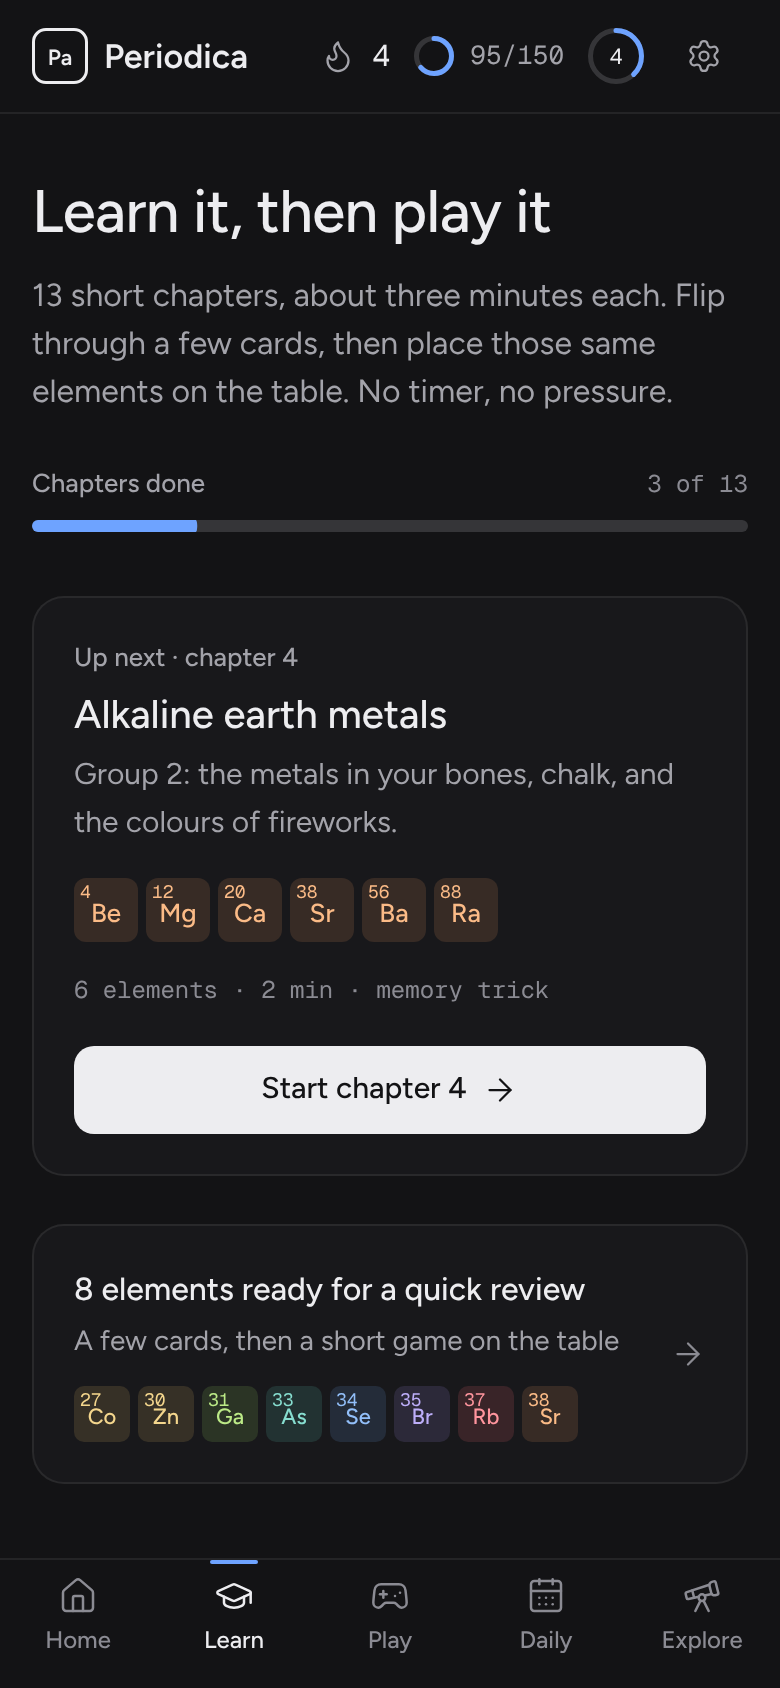 Pa Periodica 4 95/150 4
Learn it, then play it
13 short chapters, about three minutes each. Flip
through a few cards, then place those same
elements on the table. No timer, no pressure.
Chapters done 3 of 13
Up next · chapter 4
Alkaline earth metals
Group 2: the metals in your bones, chalk, and
the colours of fireworks.
4 Be 12 Mg 20 Ca 38 Sr 56 Ba 88 Ra
6 elements · 2 min · memory trick
Start chapter 4
8 elements ready for a quick review
A few cards, then a short game on the table
27 Co 30 Zn 31 Ga 33 As 34 Se 35 Br 37 Rb 38 Sr
Home Learn Play Daily Explore